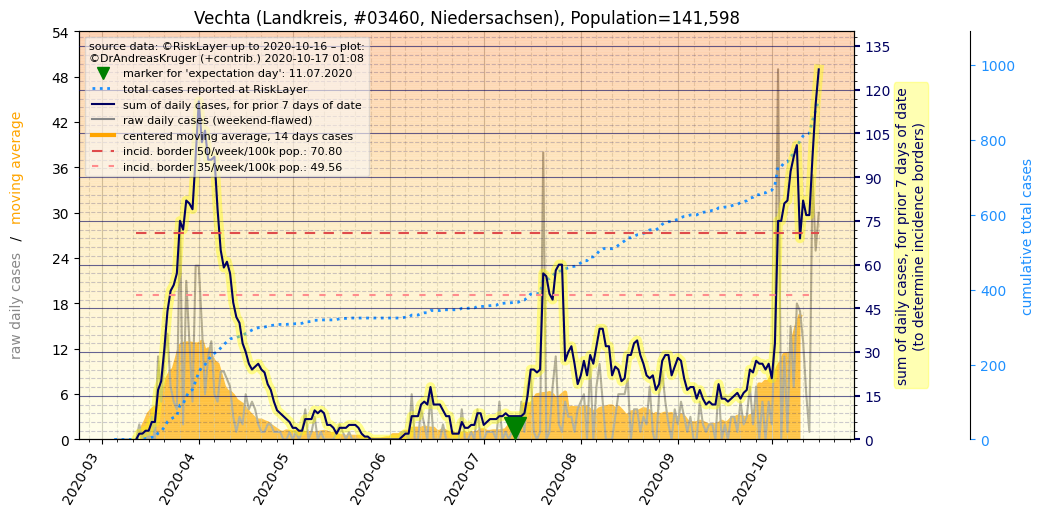 Vechta (Landkreis, #03460, Niedersachsen), Population=141,598
source data: ©RiskLayer up to 2020-10-16 – plot:
©DrAndreasKruger (+contrib.) 2020-10-17 01:08
marker for 'expectation day': 11.07.2020
total cases reported at RiskLayer
sum of daily cases, for prior 7 days of date
raw daily cases (weekend-flawed)
centered moving average, 14 days cases
incid. border 50/week/100k pop.: 70.80
incid. border 35/week/100k pop.: 49.56
raw daily cases / moving average
54
48
42
36
30
24
18
12
6
0
135
120
105
90
75
60
45
30
15
0
sum of daily cases, for prior 7 days of date
(to determine incidence borders)
1000
800
600
400
200
0
cumulative total cases
2020-03
2020-04
2020-05
2020-06
2020-07
2020-08
2020-09
2020-10